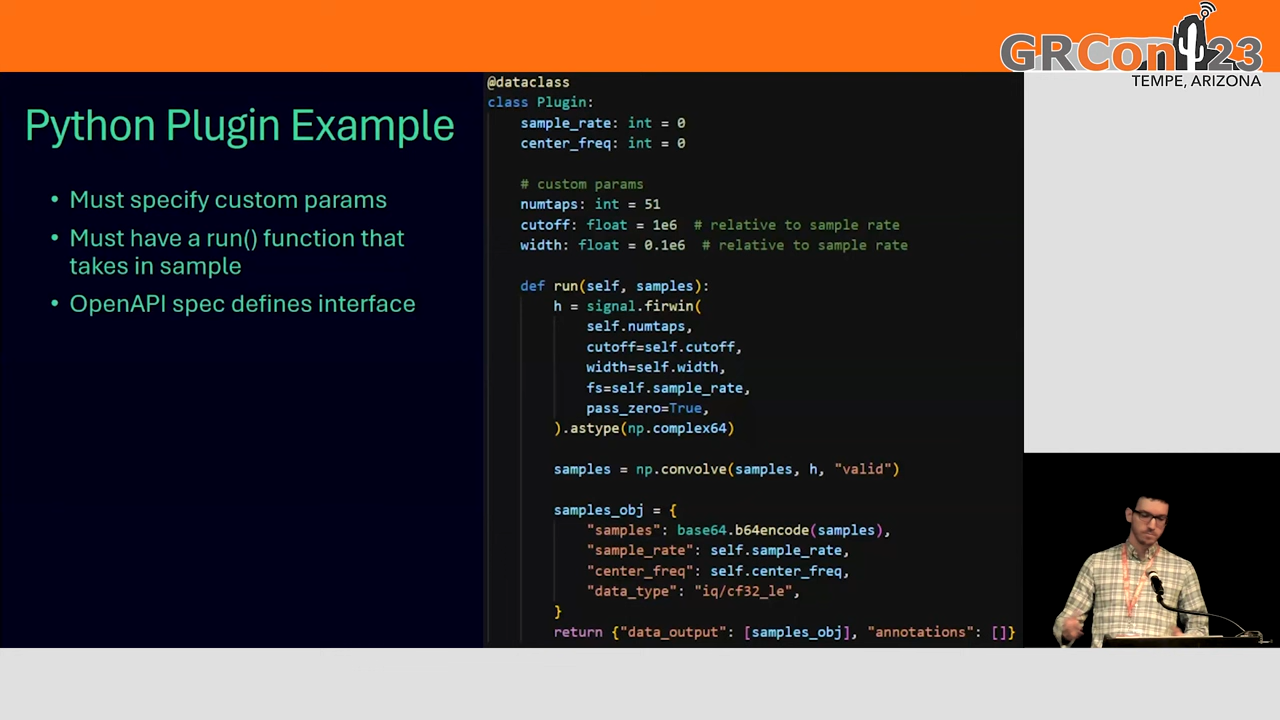 GRCon 23
TEMPE, ARIZONA
Python Plugin Example
• Must specify custom params
• Must have a run() function that
takes in sample
• OpenAPI spec defines interface
@dataclass
class Plugin:
    sample_rate: int = 0
    center_freq: int = 0
    # custom params
    numtaps: int = 51
    cutoff: float = 1e6  # relative to sample rate
    width: float = 0.1e6  # relative to sample rate
    def run(self, samples):
        h = signal.firwin(
            self.numtaps,
            cutoff=self.cutoff,
            width=self.width,
            fs=self.sample_rate,
            pass_zero=True,
        ).astype(np.complex64)
        samples = np.convolve(samples, h, "valid")
        samples_obj = {
            "samples": base64.b64encode(samples),
            "sample_rate": self.sample_rate,
            "center_freq": self.center_freq,
            "data_type": "iq/cf32_le",
        }
        return {"data_output": [samples_obj], "annotations": []}